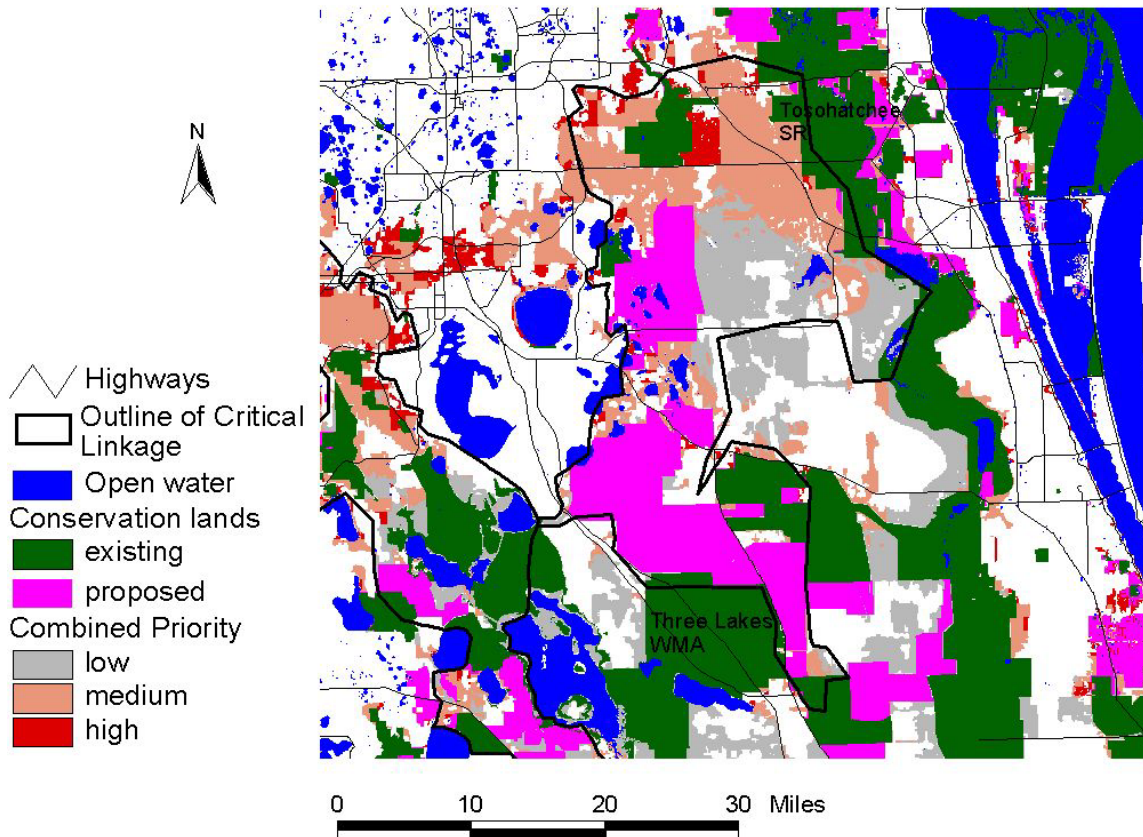 N
Tosohatchee
SR
Highways
Outline of Critical
Linkage
Open water
Conservation lands
existing
proposed
Combined Priority
low
medium
high
Three Lakes
WMA
0 10 20 30 Miles